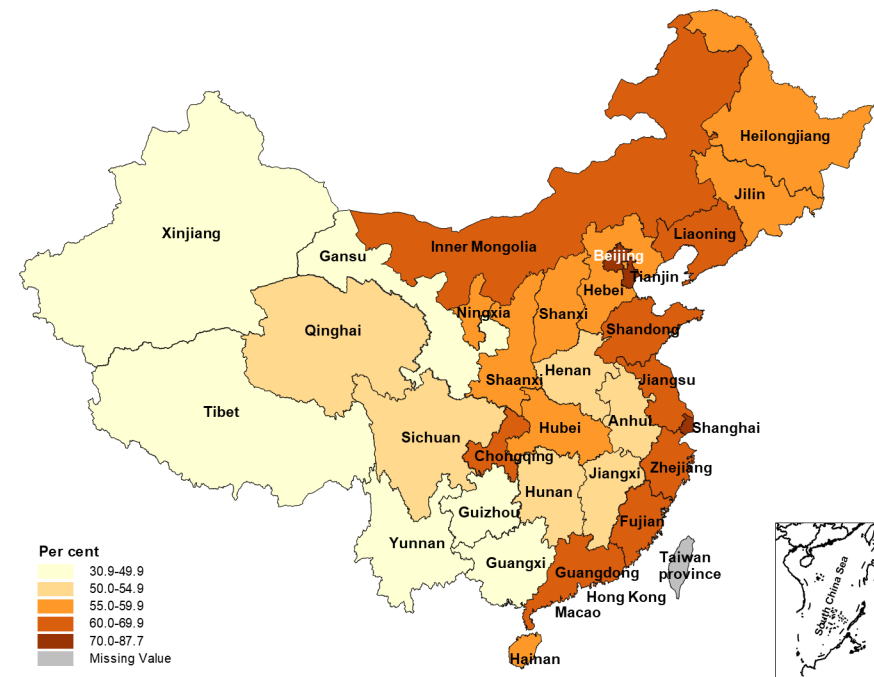 Heilongjiang
Jilin
Xinjiang
Liaoning
Inner Mongolia
Gansu
Beijing
Tianjin
Hebei
Ningxia
Shanxi
Qinghai
Shandong
Henan
Shaanxi
Jiangsu
Tibet
Anhui
Hubei
Shanghai
Sichuan
Chongqing
Zhejiang
Jiangxi
Hunan
Guizhou
Fujian
Yunnan
Guangxi
Guangdong
Taiwan
province
Hong Kong
Macao
Hainan
South China Sea
Per cent
30.9-49.9
50.0-54.9
55.0-59.9
60.0-69.9
70.0-87.7
Missing Value